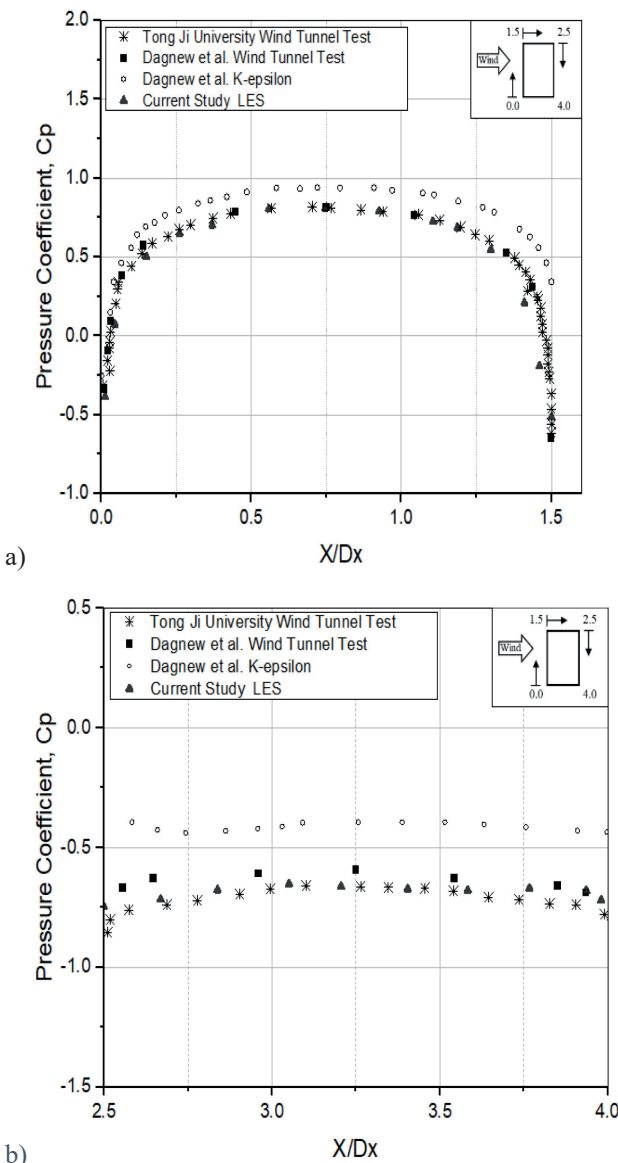 2.0
1.5
1.0
0.5
0.0
-0.5
-1.0
Pressure Coefficient, Cp
Tong Ji University Wind Tunnel Test
Dagnew et al. Wind Tunnel Test
Dagnew et al. K-epsilon
Current Study LES
1.5 2.5
Wind
0.0 4.0
0.0 0.5 1.0 1.5
X/Dx
a)
0.5
0.0
-0.5
-1.0
-1.5
Pressure Coefficient, Cp
Tong Ji University Wind Tunnel Test
Dagnew et al. Wind Tunnel Test
Dagnew et al. K-epsilon
Current Study LES
1.5 2.5
Wind
0.0 4.0
2.5 3.0 3.5 4.0
X/Dx
b)